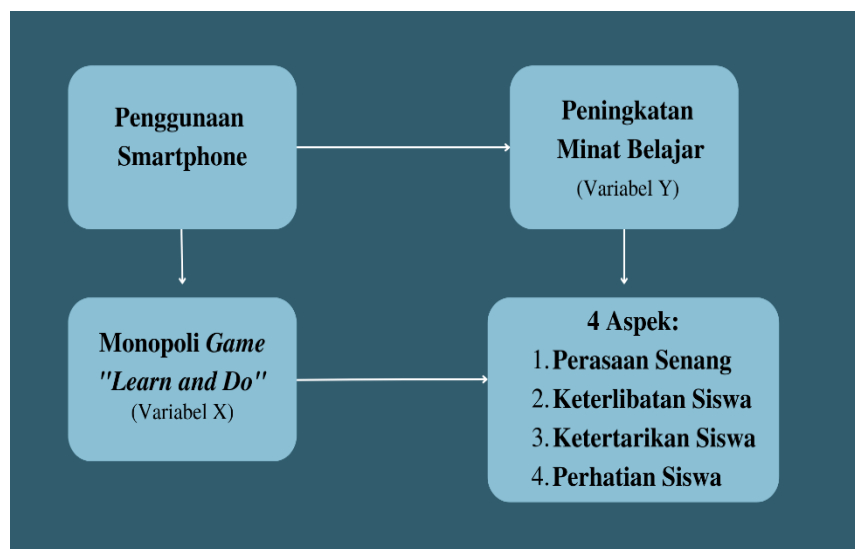 Penggunaan
Smartphone
Peningkatan
Minat Belajar
(Variabel Y)
Monopoli Game
"Learn and Do"
(Variabel X)
4 Aspek:
1. Perasaan Senang
2. Keterlibatan Siswa
3. Ketertarikan Siswa
4. Perhatian Siswa